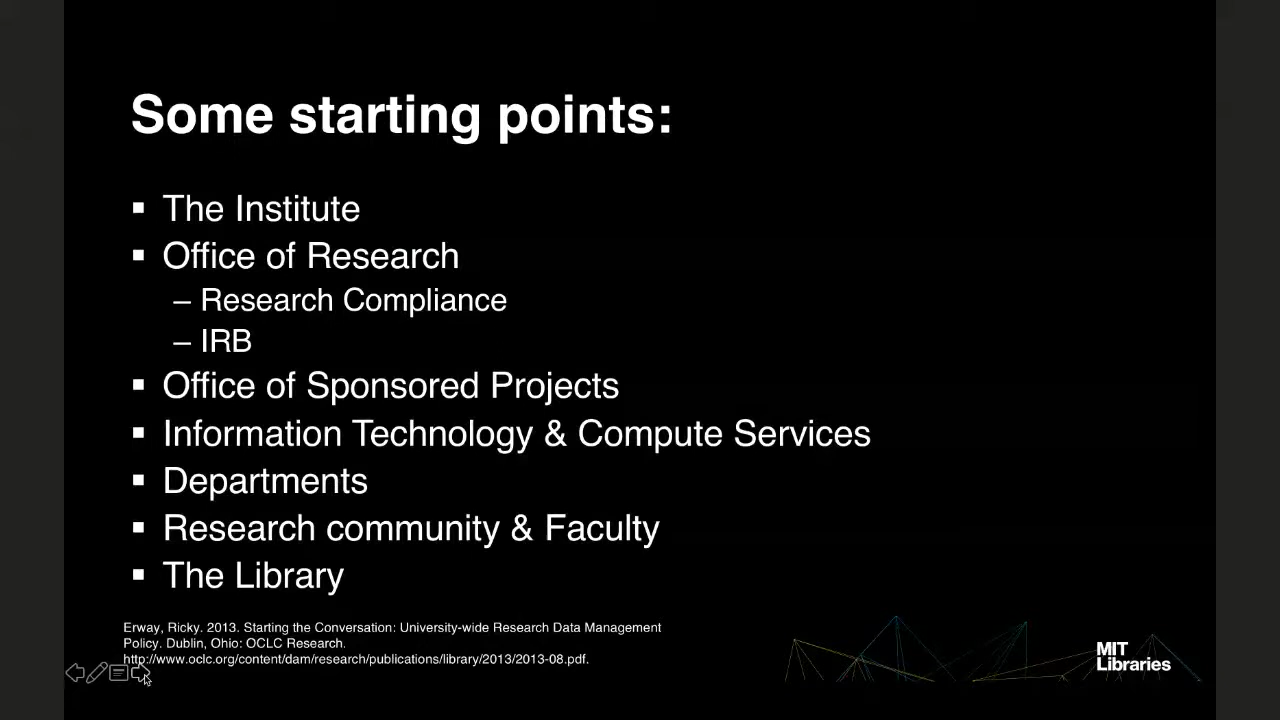 Some starting points:
▪ The Institute
▪ Office of Research
– Research Compliance
– IRB
▪ Office of Sponsored Projects
▪ Information Technology & Compute Services
▪ Departments
▪ Research community & Faculty
▪ The Library
Erway, Ricky. 2013. Starting the Conversation: University-wide Research Data Management
Policy. Dublin, Ohio: OCLC Research.
http://www.oclc.org/content/dam/research/publications/library/2013/2013-08.pdf.
MIT
Libraries